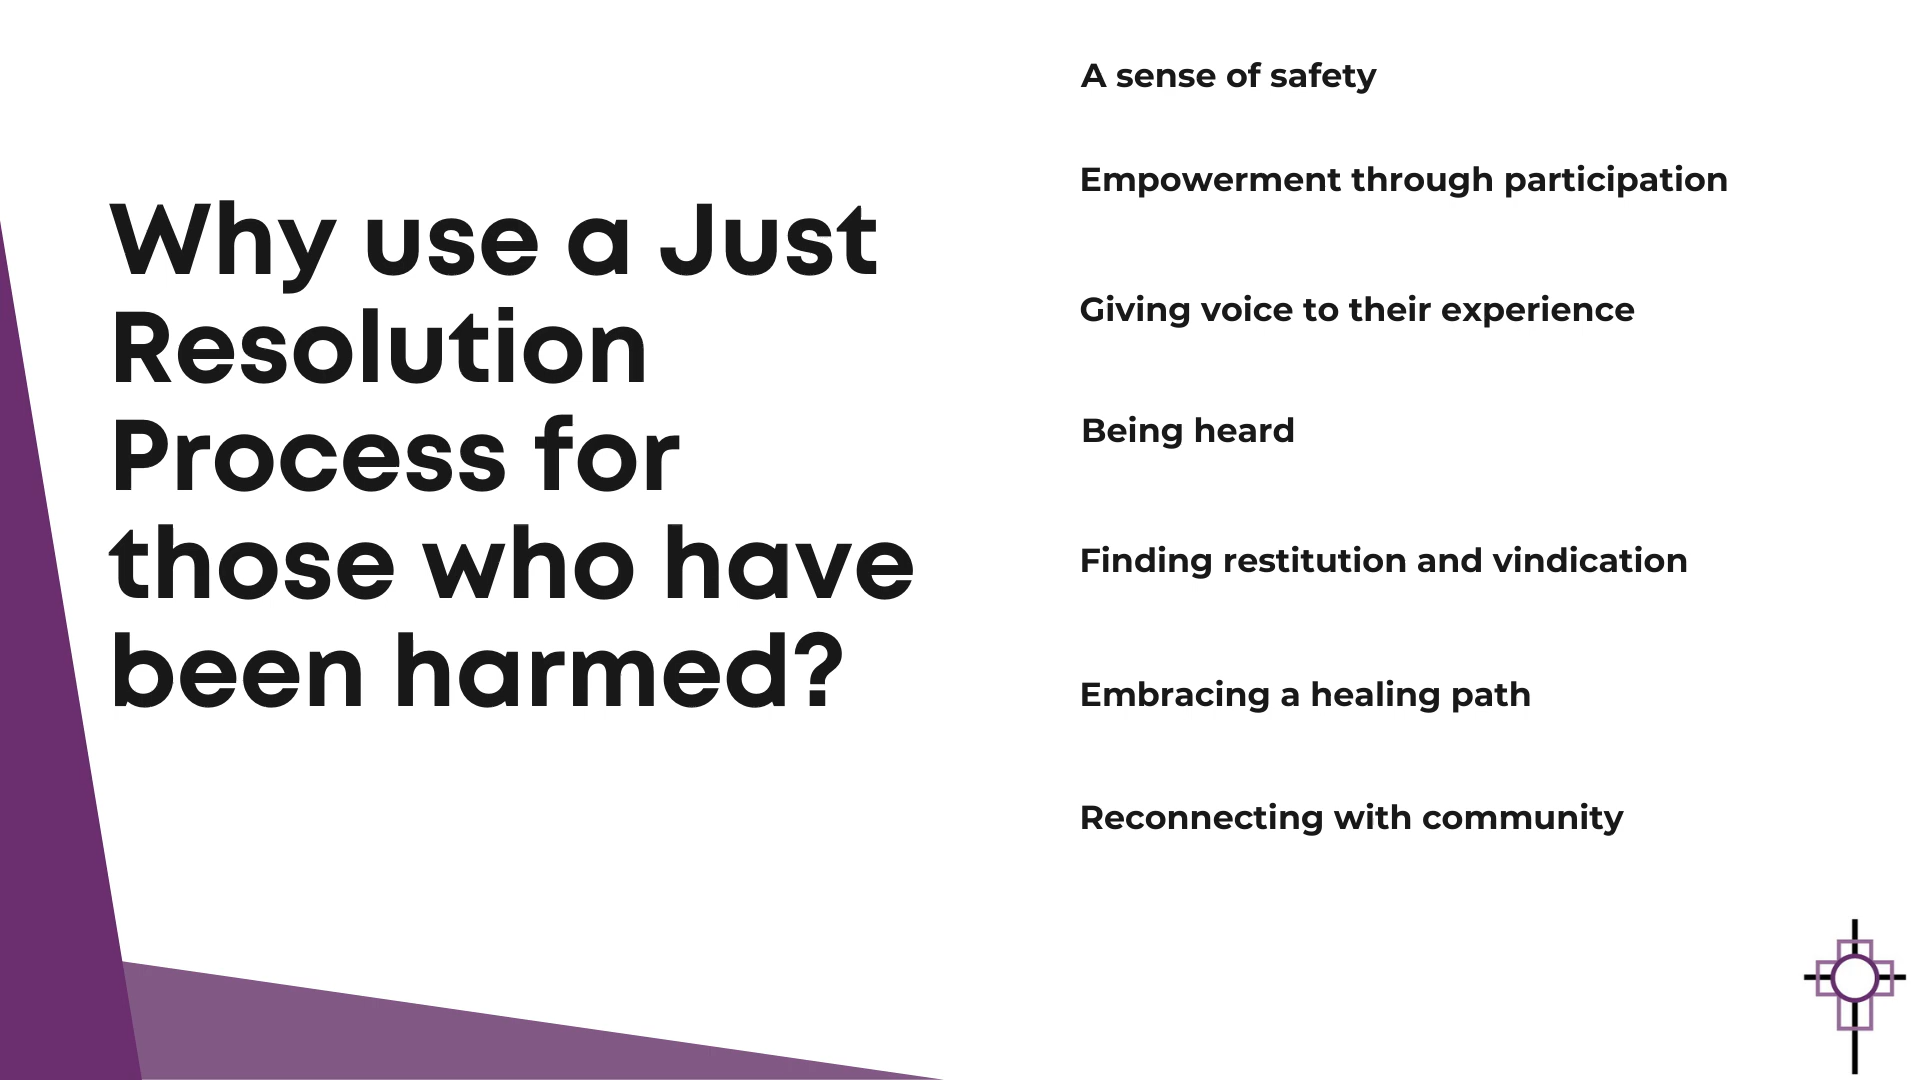 Why use a Just
Resolution
Process for
those who have
been harmed?
A sense of safety
Empowerment through participation
Giving voice to their experience
Being heard
Finding restitution and vindication
Embracing a healing path
Reconnecting with community